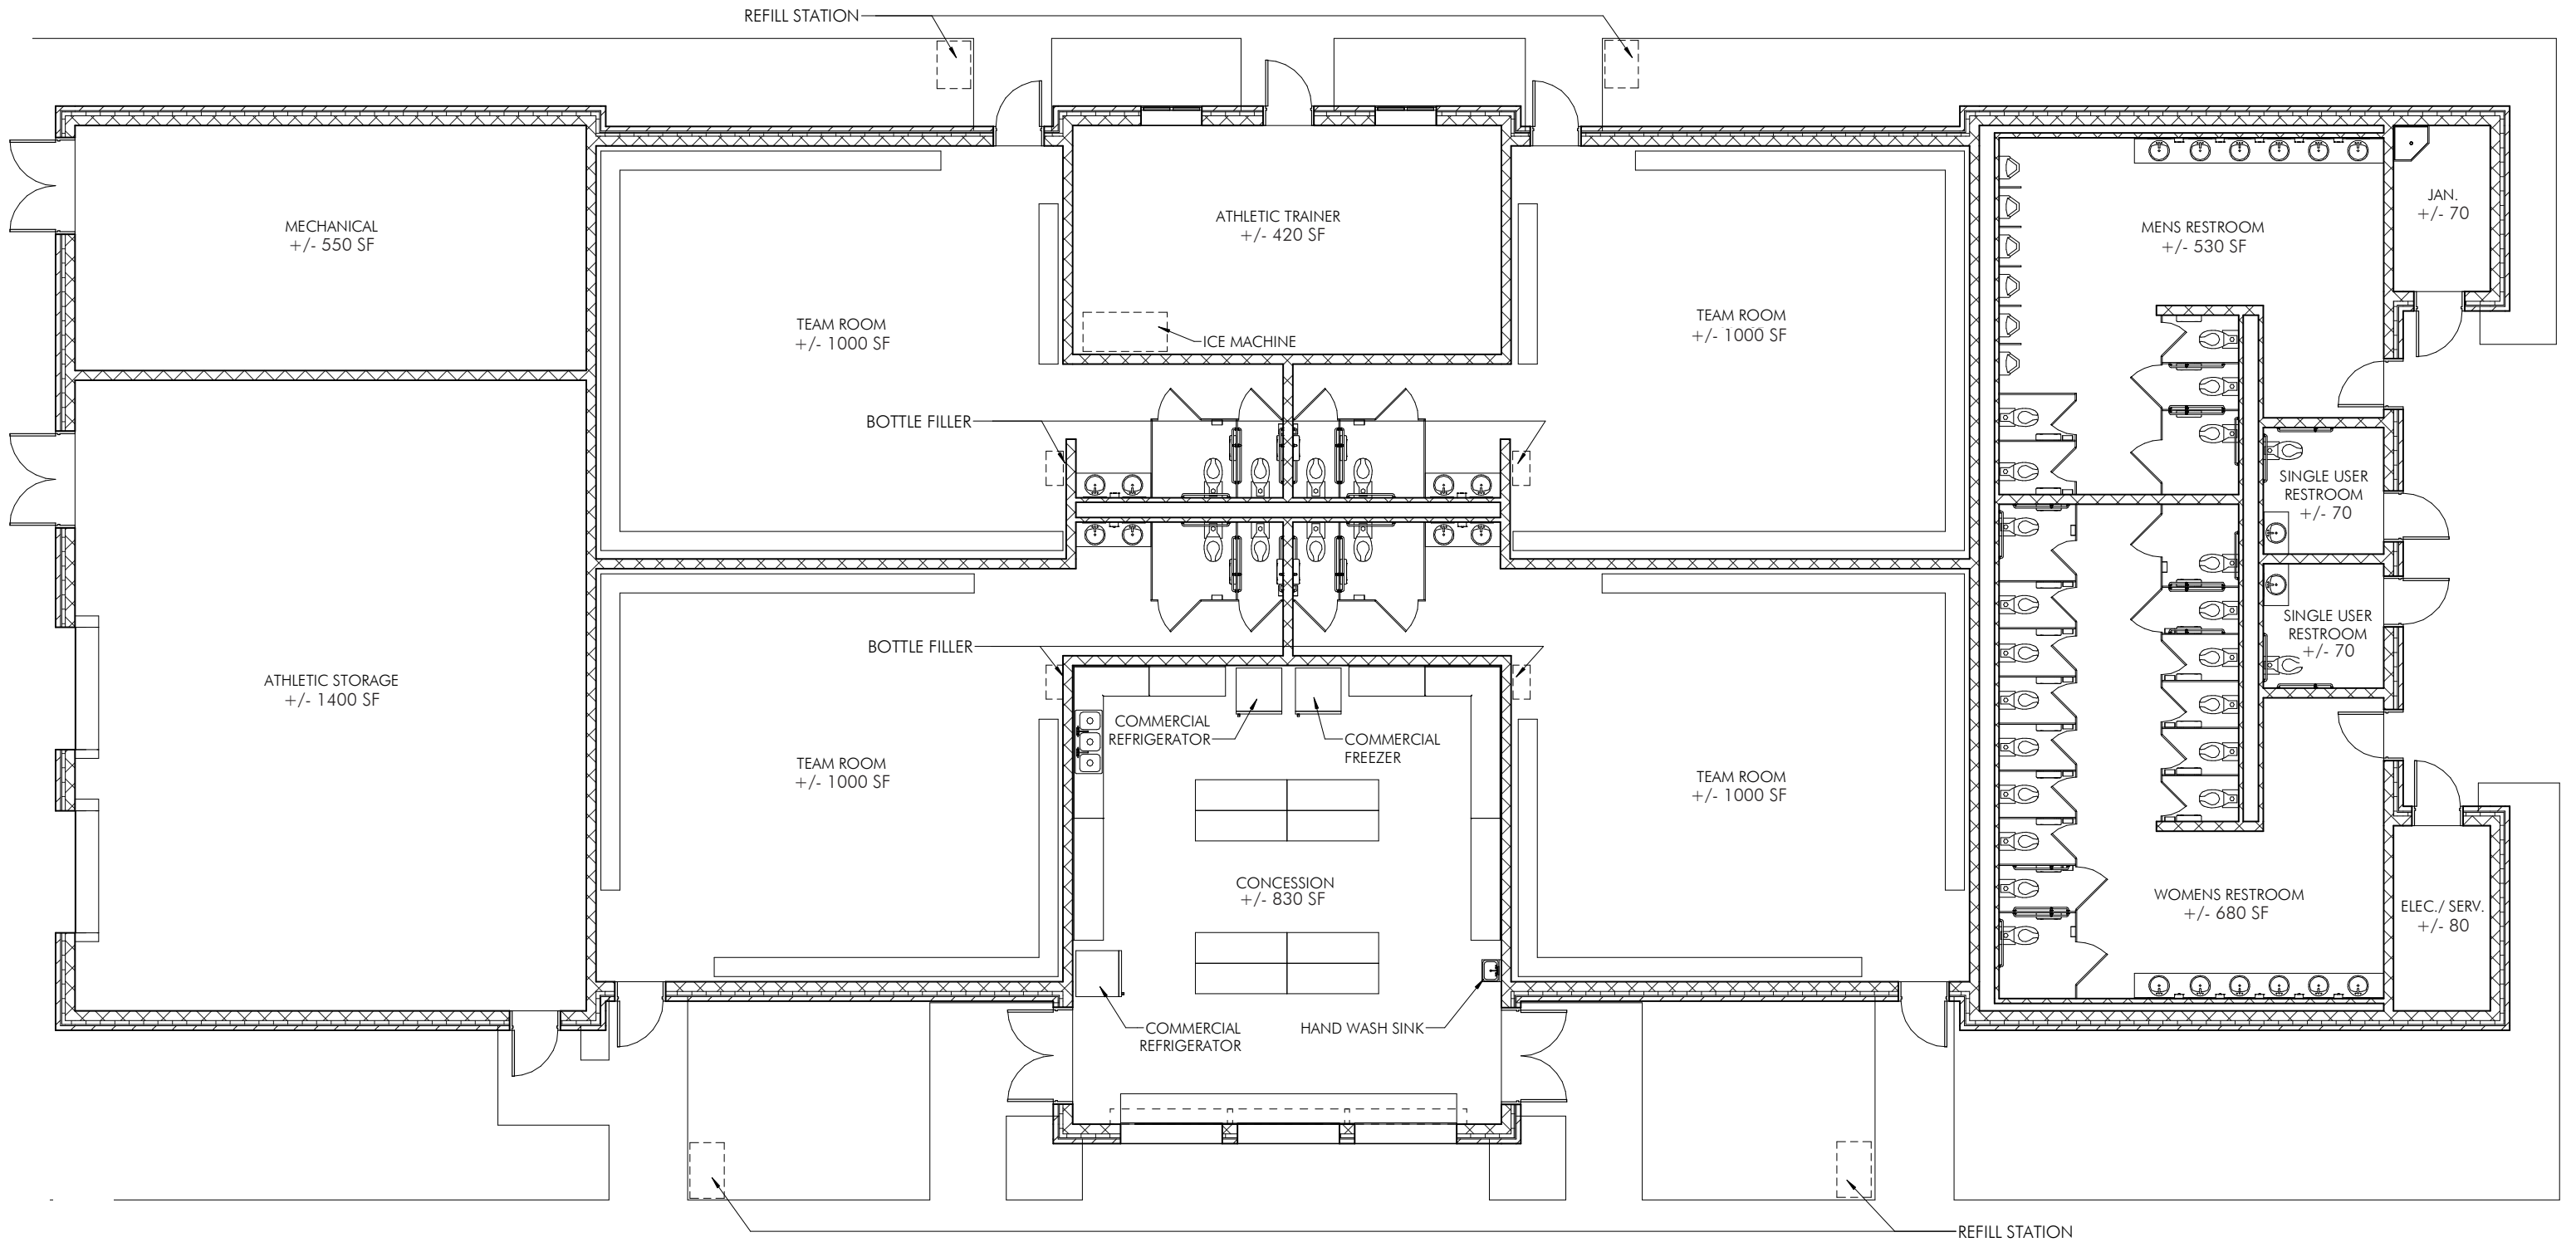 REFILL STATION
MECHANICAL
+/- 550 SF
ATHLETIC TRAINER
+/- 420 SF
MENS RESTROOM
+/- 530 SF
JAN.
+/- 70
TEAM ROOM
+/- 1000 SF
ICE MACHINE
TEAM ROOM
+/- 1000 SF
BOTTLE FILLER
SINGLE USER
RESTROOM
+/- 70
SINGLE USER
RESTROOM
+/- 70
BOTTLE FILLER
ATHLETIC STORAGE
+/- 1400 SF
COMMERCIAL
REFRIGERATOR
COMMERCIAL
FREEZER
TEAM ROOM
+/- 1000 SF
TEAM ROOM
+/- 1000 SF
CONCESSION
+/- 830 SF
WOMENS RESTROOM
+/- 680 SF
ELEC./ SERV.
+/- 80
COMMERCIAL
REFRIGERATOR
HAND WASH SINK
REFILL STATION